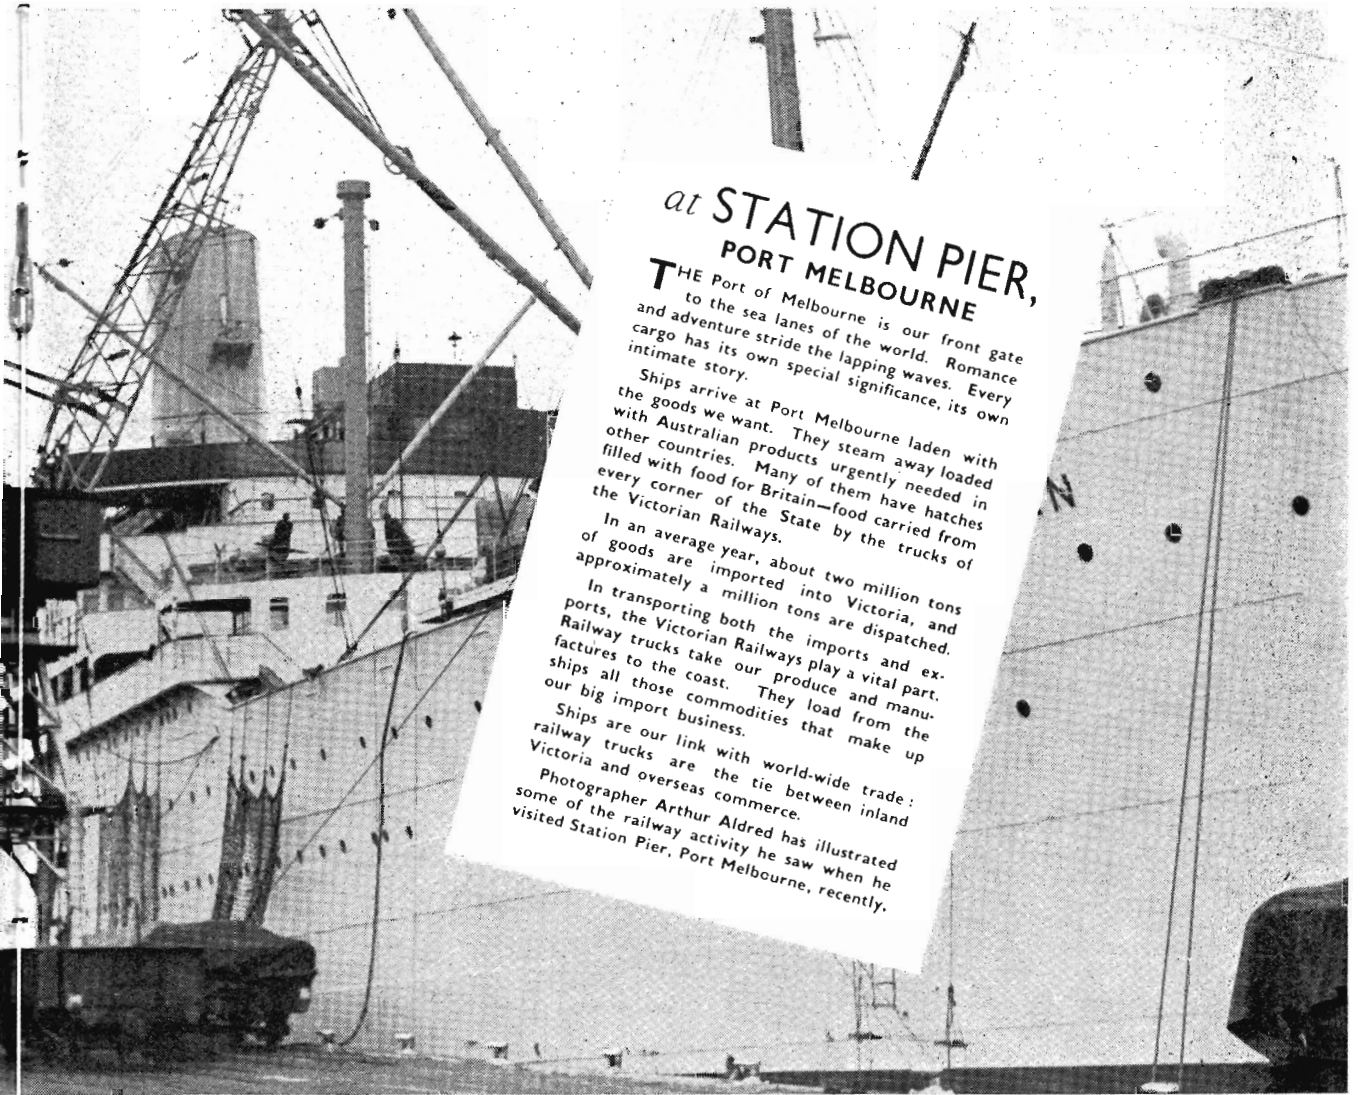 at STATION PIER,
PORT MELBOURNE
THE Port of Melbourne is our front gate
to the sea lanes of the world. Romance
and adventure stride the lapping waves. Every
cargo has its own special significance, its own
intimate story.
Ships arrive at Port Melbourne laden with
the goods we want. They steam away loaded
with Australian products urgently needed in
other countries. Many of them have hatches
filled with food for Britain—food carried from
every corner of the State by the trucks of
the Victorian Railways.
In an average year, about two million tons
of goods are imported into Victoria, and
approximately a million tons are dispatched.
In transporting both the imports and ex-
ports, the Victorian Railways play a vital part.
Railway trucks take our produce and manu-
factures to the coast. They load from the
ships all those commodities that make up
our big import business.
Ships are our link with world-wide trade:
railway trucks are the tie between inland
Victoria and overseas commerce.
Photographer Arthur Aldred has illustrated
some of the railway activity he saw when he
visited Station Pier, Port Melbourne, recently.
N